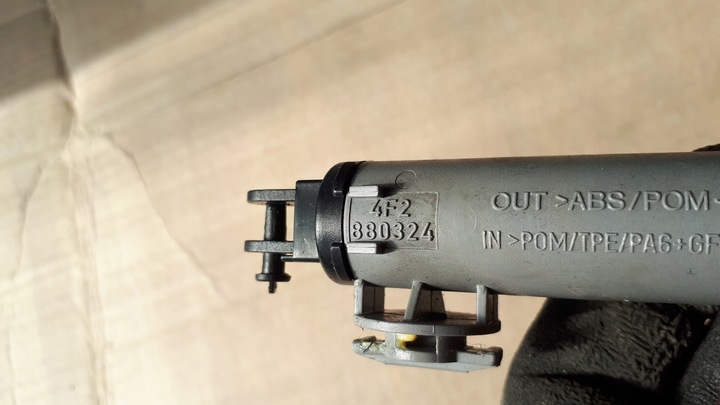 4F2
880324
OUT >ABS/POM<
IN >POM/TPE/PA6+GF